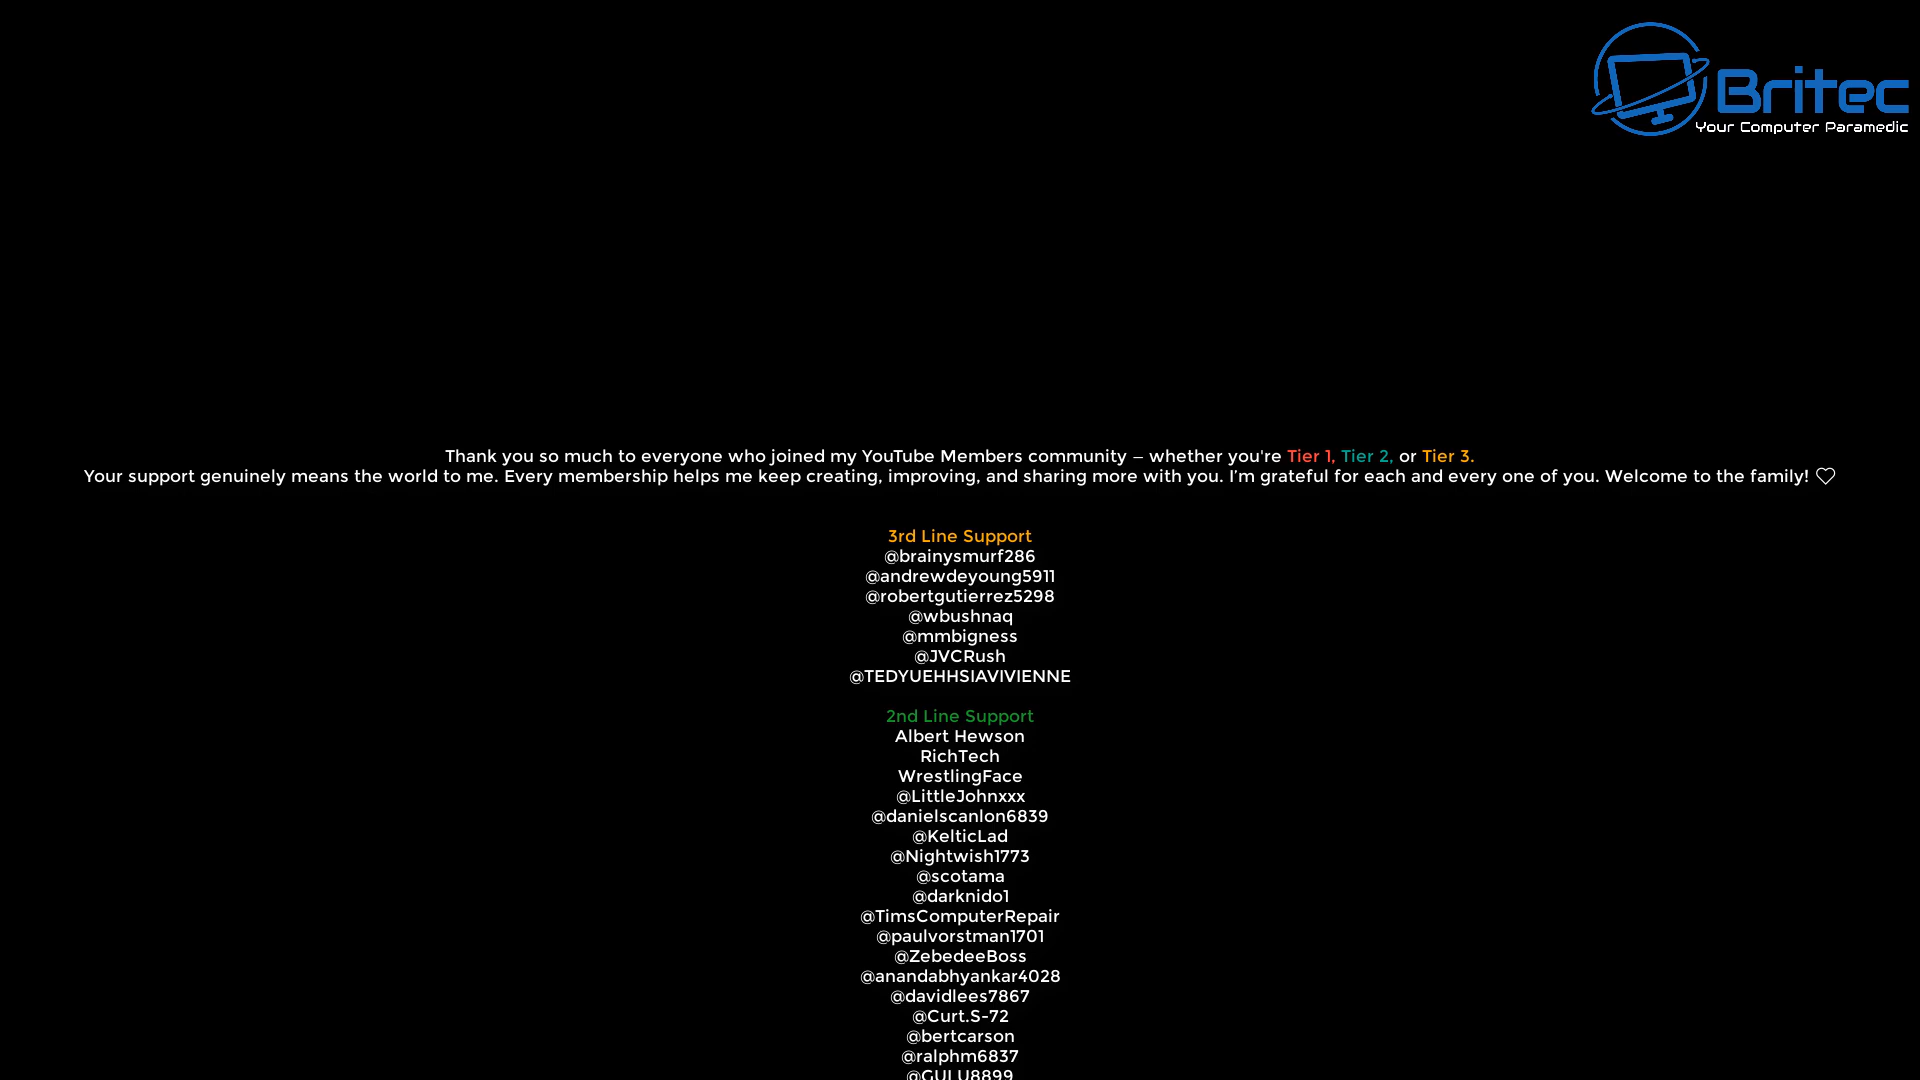 Britec
Your Computer Paramedic
Thank you so much to everyone who joined my YouTube Members community – whether you're Tier 1, Tier 2, or Tier 3.
Your support genuinely means the world to me. Every membership helps me keep creating, improving, and sharing more with you. I’m grateful for each and every one of you. Welcome to the family! ♡
3rd Line Support
@brainysmurf286
@andrewdeyoung5911
@robertgutierrez5298
@wbushnaq
@mmbigness
@JVCRush
@TEDYUEHHSIAVIVIENNE
2nd Line Support
Albert Hewson
RichTech
WrestlingFace
@LittleJohnxxx
@danielscanlon6839
@KelticLad
@Nightwish1773
@scotama
@darknido1
@TimsComputerRepair
@paulvorstman1701
@ZebedeeBoss
@anandabhyankar4028
@davidlees7867
@Curt.S-72
@bertcarson
@ralphm6837
@GULU8899